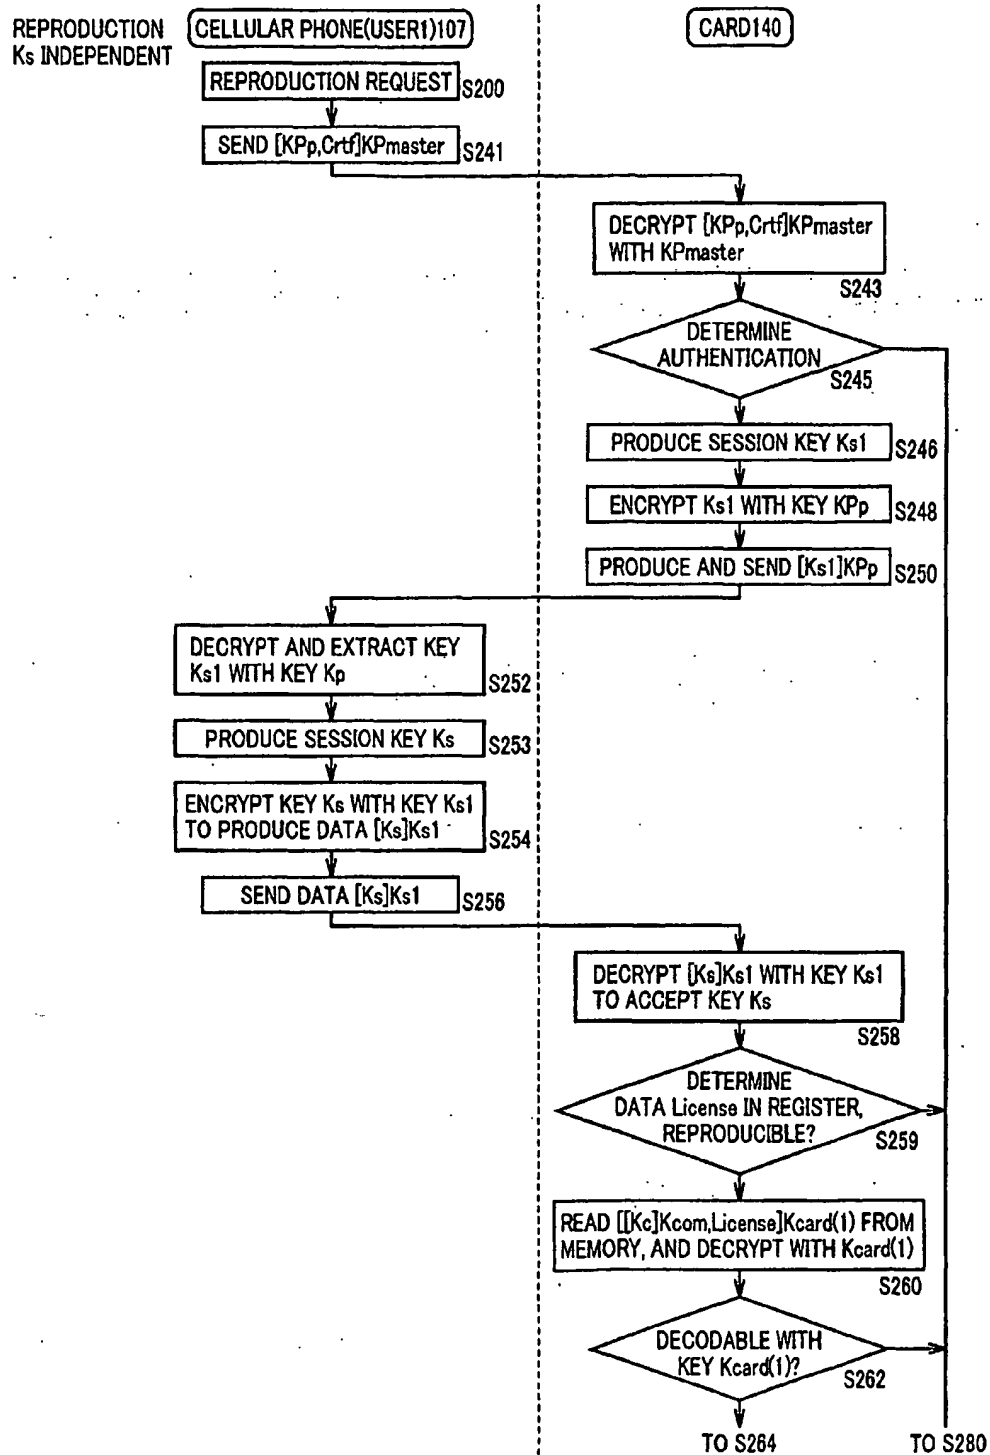 REPRODUCTION
Ks INDEPENDENT
CELLULAR PHONE(USER1)107
CARD140
REPRODUCTION REQUEST
S200
SEND [KPp,Crtf]KPmaster
S241
DECRYPT [KPp,Crtf]KPmaster
WITH KPmaster
S243
DETERMINE
AUTHENTICATION
S245
PRODUCE SESSION KEY Ks1
S246
ENCRYPT Ks1 WITH KEY KPp
S248
PRODUCE AND SEND [Ks1]KPp
S250
DECRYPT AND EXTRACT KEY
Ks1 WITH KEY Kp
S252
PRODUCE SESSION KEY Ks
S253
ENCRYPT KEY Ks WITH KEY Ks1
TO PRODUCE DATA [Ks]Ks1
S254
SEND DATA [Ks]Ks1
S256
DECRYPT [Ks]Ks1 WITH KEY Ks1
TO ACCEPT KEY Ks
S258
DETERMINE
DATA License IN REGISTER,
REPRODUCIBLE?
S259
READ [[Kc]Kcom,License]Kcard(1) FROM
MEMORY, AND DECRYPT WITH Kcard(1)
S260
DECODABLE WITH
KEY Kcard(1)?
S262
TO S264
TO S280